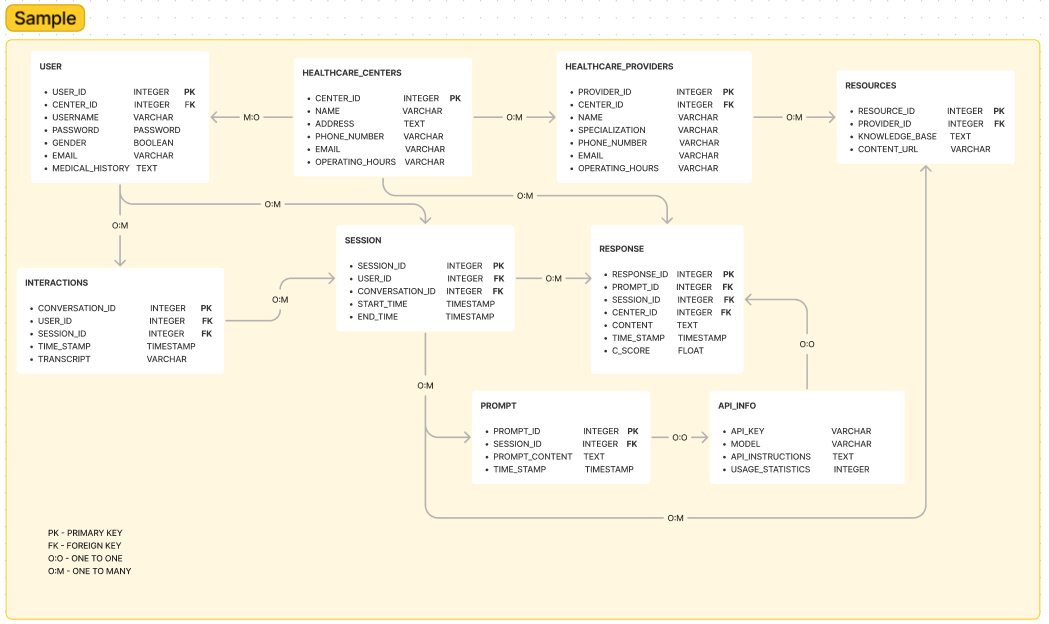 Sample
USER
USER_ID INTEGER PK
CENTER_ID INTEGER FK
USERNAME VARCHAR
PASSWORD PASSWORD
GENDER BOOLEAN
EMAIL VARCHAR
MEDICAL_HISTORY TEXT
M:O
HEALTHCARE_CENTERS
CENTER_ID INTEGER PK
NAME VARCHAR
ADDRESS TEXT
PHONE_NUMBER VARCHAR
EMAIL VARCHAR
OPERATING_HOURS VARCHAR
O:M
HEALTHCARE_PROVIDERS
PROVIDER_ID INTEGER PK
CENTER_ID INTEGER FK
NAME VARCHAR
SPECIALIZATION VARCHAR
PHONE_NUMBER VARCHAR
EMAIL VARCHAR
OPERATING_HOURS VARCHAR
O:M
RESOURCES
RESOURCE_ID INTEGER PK
PROVIDER_ID INTEGER FK
KNOWLEDGE_BASE TEXT
CONTENT_URL VARCHAR
O:M
O:M
O:M
INTERACTIONS
CONVERSATION_ID INTEGER PK
USER_ID INTEGER FK
SESSION_ID INTEGER FK
TIME_STAMP TIMESTAMP
TRANSCRIPT VARCHAR
O:M
SESSION
SESSION_ID INTEGER PK
USER_ID INTEGER FK
CONVERSATION_ID INTEGER FK
START_TIME TIMESTAMP
END_TIME TIMESTAMP
O:M
RESPONSE
RESPONSE_ID INTEGER PK
PROMPT_ID INTEGER FK
SESSION_ID INTEGER FK
CENTER_ID INTEGER FK
CONTENT TEXT
TIME_STAMP TIMESTAMP
C_SCORE FLOAT
O:O
O:M
PROMPT
PROMPT_ID INTEGER PK
SESSION_ID INTEGER FK
PROMPT_CONTENT TEXT
TIME_STAMP TIMESTAMP
O:O
API_INFO
API_KEY VARCHAR
MODEL VARCHAR
API_INSTRUCTIONS TEXT
USAGE_STATISTICS INTEGER
O:M
PK - PRIMARY KEY
FK - FOREIGN KEY
O:O - ONE TO ONE
O:M - ONE TO MANY